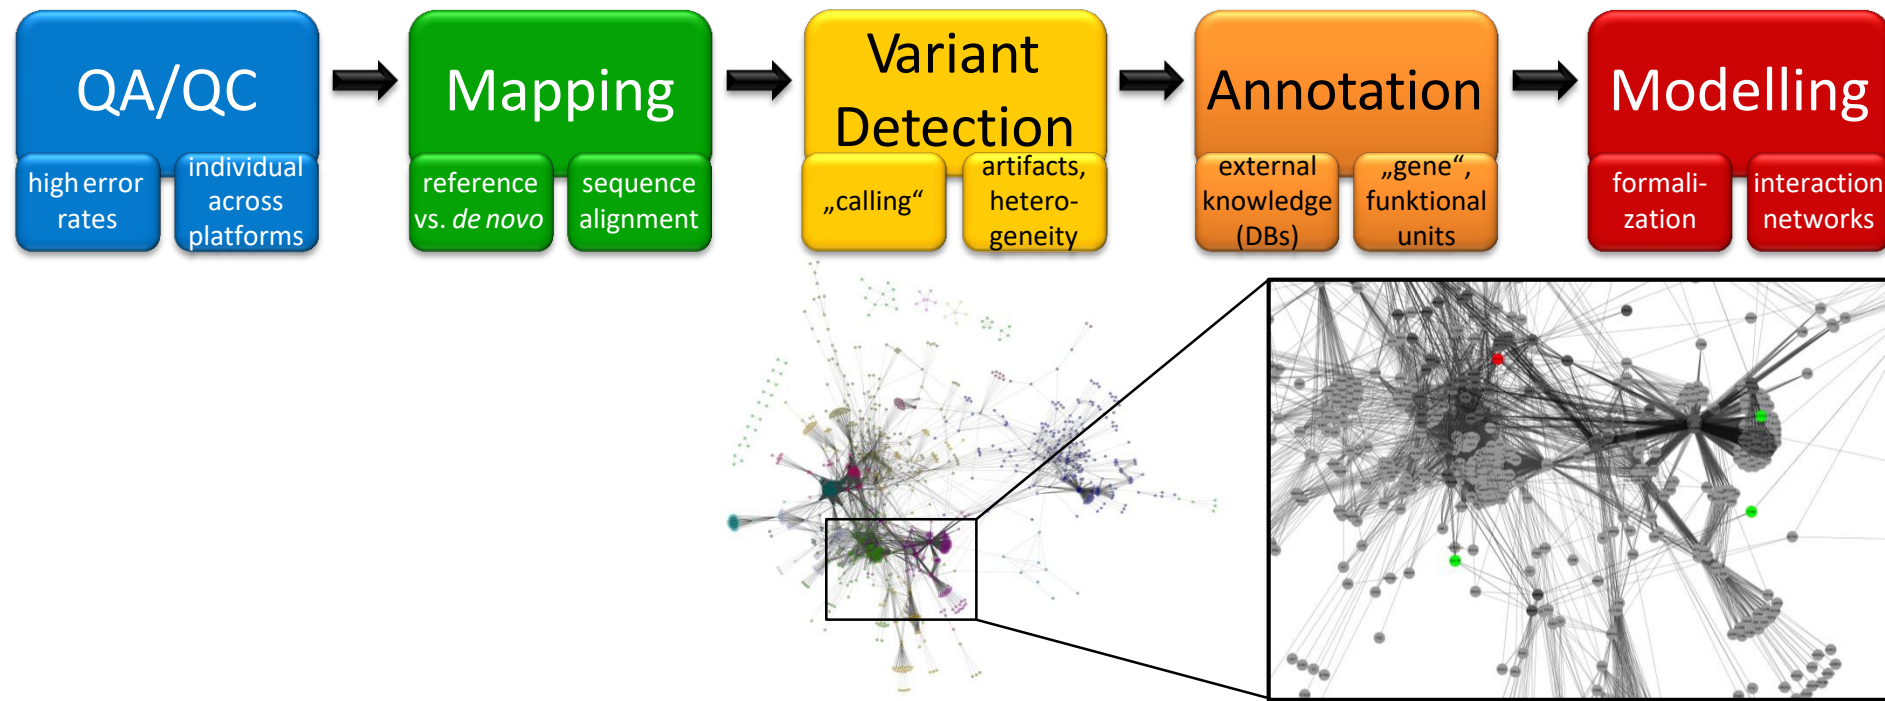 QA/QC
high error
rates
individual
across
platforms
Mapping
reference
vs. de novo
sequence
alignment
Variant
Detection
„calling“
artifacts,
hetero-
geneity
Annotation
external
knowledge
(DBs)
„gene“,
funktional
units
Modelling
formali-
zation
interaction
networks